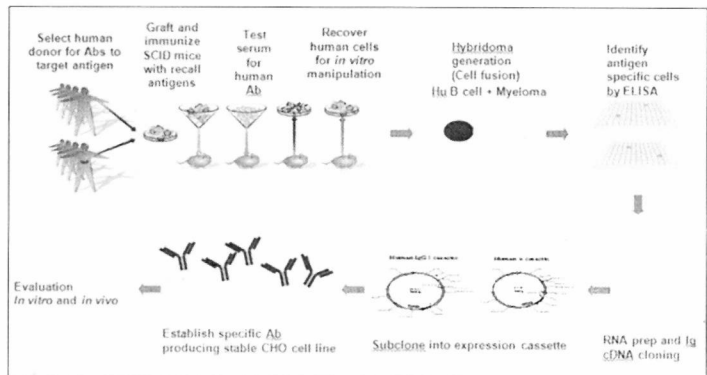 Select human
donor for Abs to
target antigen
Graft and
immunize
SCID mice
with recall
antigens
Test
serum
for
human
Ab
Recover
human cells
for in vitro
manipulation
Hybridoma
generation
(Cell fusion)
Hu B cell + Myeloma
Identify
antigen
specific cells
by ELISA
Evaluation
In vitro and in vivo
Establish specific Ab
producing stable CHO cell line
Subclone into expression cassette
RNA prep and Ig
cDNA cloning